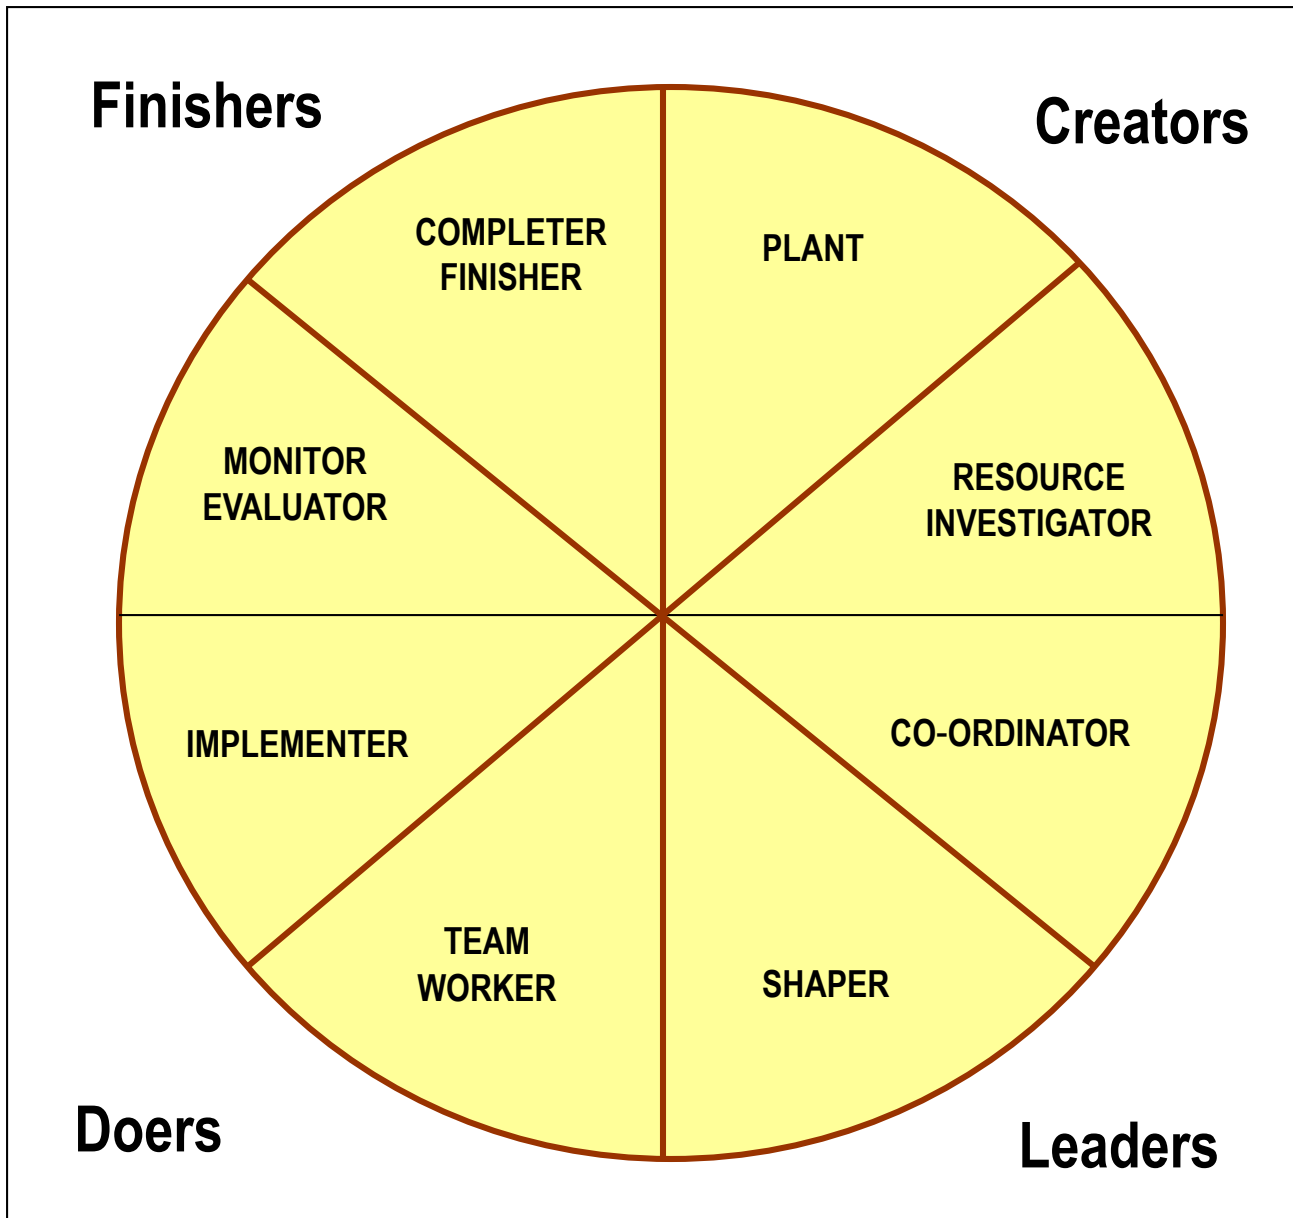 Finishers
Creators
COMPLETER
FINISHER
PLANT
MONITOR
EVALUATOR
RESOURCE
INVESTIGATOR
IMPLEMENTER
CO-ORDINATOR
TEAM
WORKER
SHAPER
Doers
Leaders